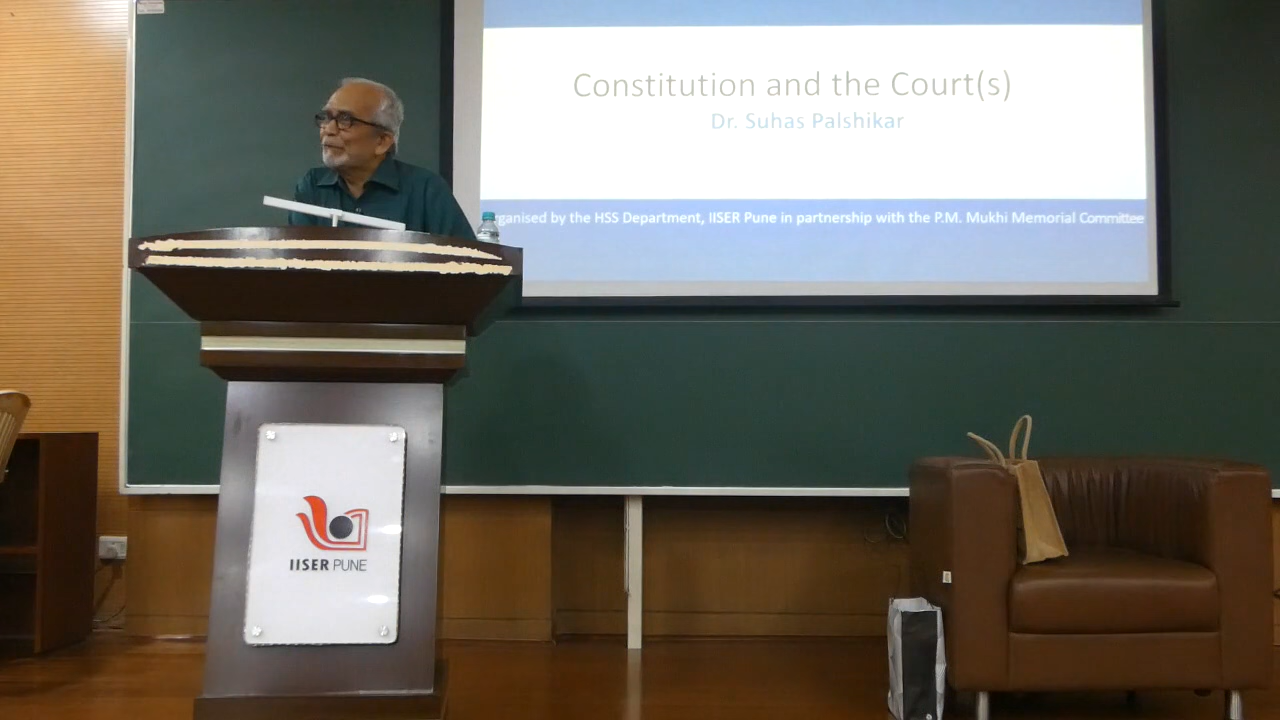 Constitution and the Court(s)
Dr. Suhas Palshikar
rganised by the HSS Department, IISER Pune in partnership with the P.M. Mukhi Memorial Committee
IISER PUNE